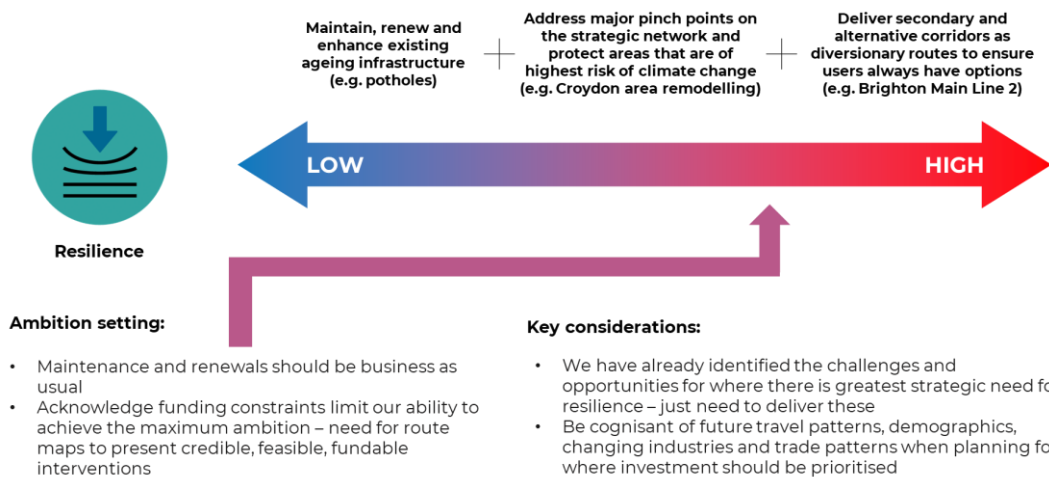 Maintain, renew and
enhance existing
ageing infrastructure
(e.g. potholes)
Address major pinch points on
the strategic network and
protect areas that are of
highest risk of climate change
(e.g. Croydon area remodelling)
Deliver secondary and
alternative corridors as
diversionary routes to ensure
users always have options
(e.g. Brighton Main Line 2)
LOW
HIGH
Resilience
Ambition setting:
• Maintenance and renewals should be business as
usual
• Acknowledge funding constraints limit our ability to
achieve the maximum ambition – need for route
maps to present credible, feasible, fundable
interventions
Key considerations:
• We have already identified the challenges and
opportunities for where there is greatest strategic need
resilience – just need to deliver these
• Be cognisant of future travel patterns, demographics,
changing industries and trade patterns when planning
where investment should be prioritised